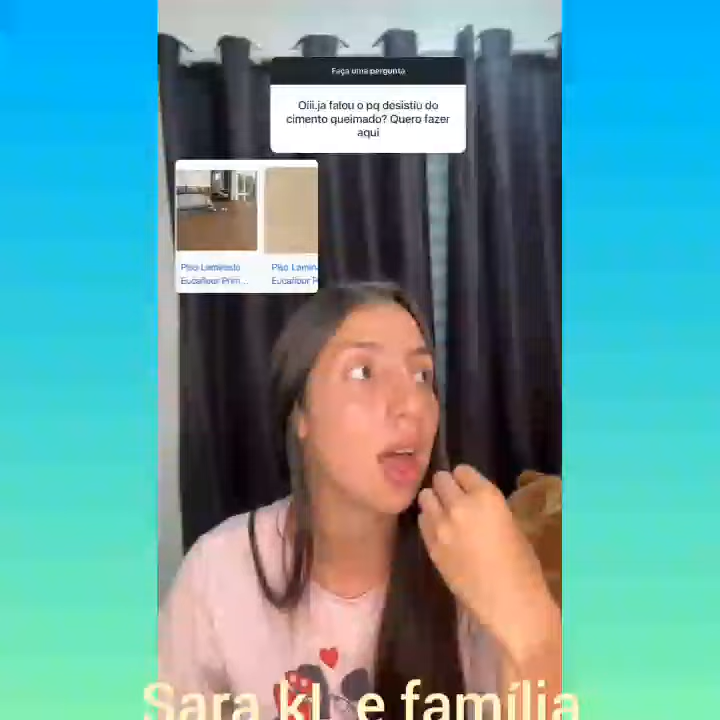 Faça uma pergunta
Oiii.ja falou o pq desistiu do
cimento queimado? Quero fazer
aqui
Piso Laminado
Eucafloor Prim...
Piso Lamin
Eucafloor P
Sara kL e família